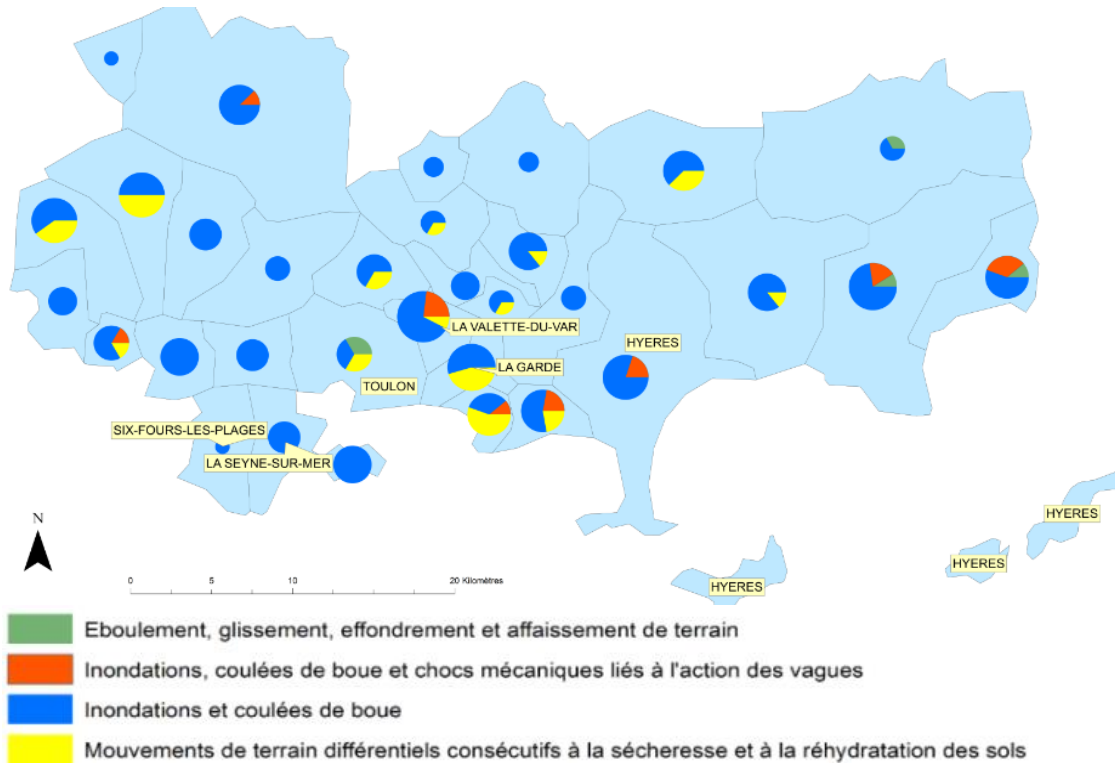 LA VALETTE-DU-VAR
HYERES
LA GARDE
TOULON
SIX-FOURS-LES-PLAGES
LA SEYNE-SUR-MER
HYERES
HYERES
HYERES
N
0 5 10 20 Kilomètres
Eboulement, glissement, effondrement et affaissement de terrain
Inondations, coulées de boue et chocs mécaniques liés à l'action des vagues
Inondations et coulées de boue
Mouvements de terrain différentiels consécutifs à la sécheresse et à la réhydratation des sols